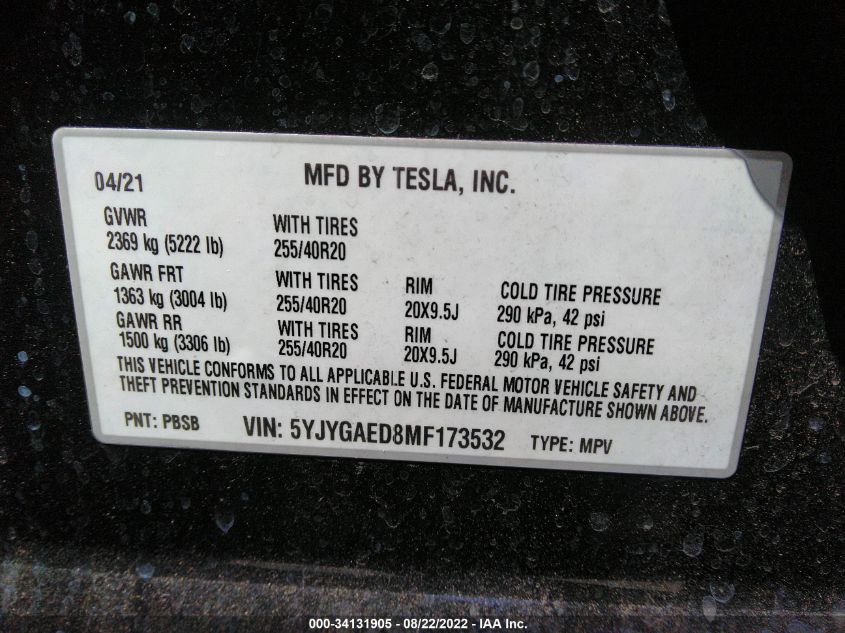 04/21 MFD BY TESLA, INC.
GVWR WITH TIRES
2369 kg (5222 lb) 255/40R20
GAWR FRT WITH TIRES RIM COLD TIRE PRESSURE
1363 kg (3004 lb) 255/40R20 20X9.5J 290 kPa, 42 psi
GAWR RR WITH TIRES RIM COLD TIRE PRESSURE
1500 kg (3306 lb) 255/40R20 20X9.5J 290 kPa, 42 psi
THIS VEHICLE CONFORMS TO ALL APPLICABLE U.S. FEDERAL MOTOR VEHICLE SAFETY AND
THEFT PREVENTION STANDARDS IN EFFECT ON THE DATE OF MANUFACTURE SHOWN ABOVE.
PNT: PBSB VIN: 5YJYGAED8MF173532 TYPE: MPV
000-34131905 - 08/22/2022 - IAA Inc.